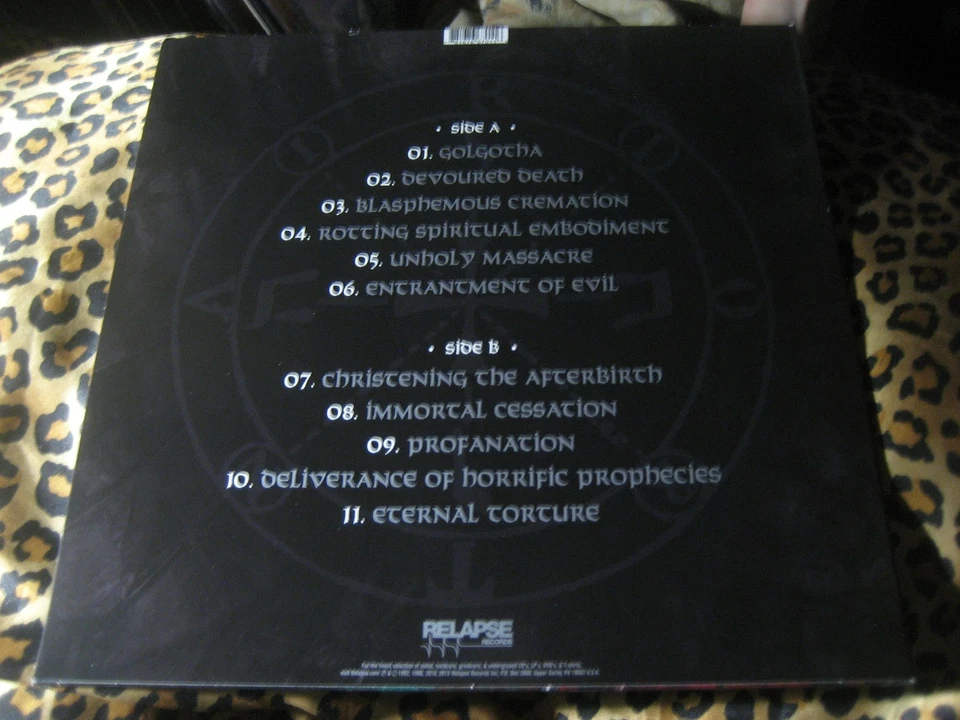 • SIDE A •
01. GOLGOTHA
02. DEVOURED DEATH
03. BLASPHEMOUS CREMATION
04. ROTTING SPIRITUAL EMBODIMENT
05. UNHOLY MASSACRE
06. ENTRANTMENT OF EVIL
• SIDE B •
07. CHRISTENING THE AFTERBIRTH
08. IMMORTAL CESSATION
09. PROFANATION
10. DELIVERANCE OF HORRIFIC PROPHECIES
11. ETERNAL TORTURE
RELAPSE
RECORDS